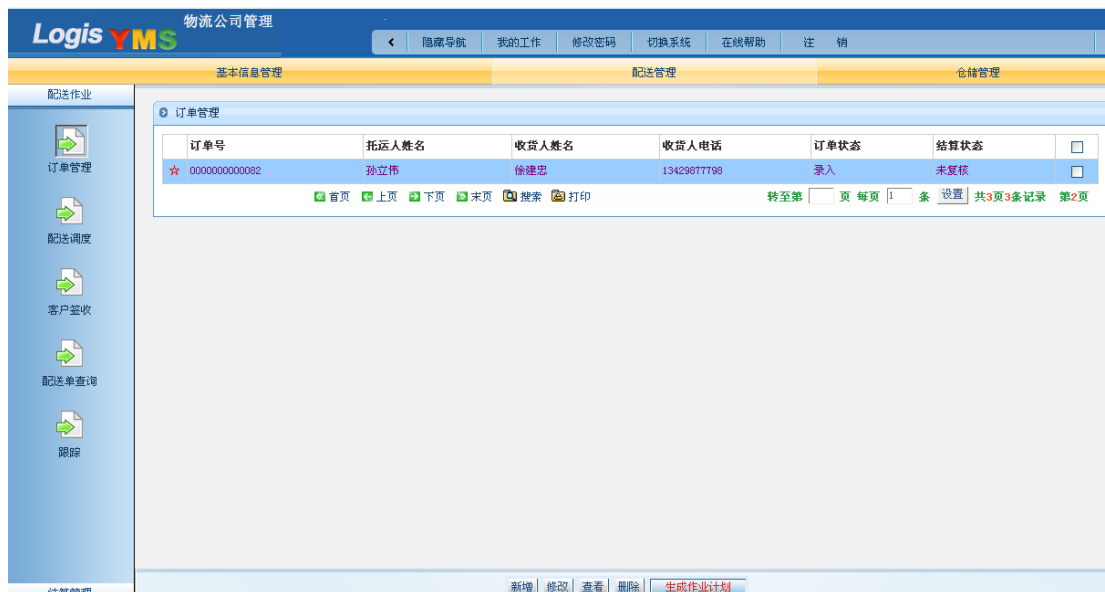 Logis YMS 物流公司管理
隐藏导航 我的工作 修改密码 切换系统 在线帮助 注 销
基本信息管理 配送管理 仓储管理
配送作业
订单管理
订单号 托运人姓名 收货人姓名 收货人电话 订单状态 结算状态
0000000000082 孙立伟 徐建忠 13429877798 录入 未复核
首页 上页 下页 末页 搜索 打印 转至第 页 每页 1 条 设置 共3页3条记录 第2页
订单管理
配送调度
客户签收
配送单查询
跟踪
结算管理
新增 修改 查看 删除 生成作业计划